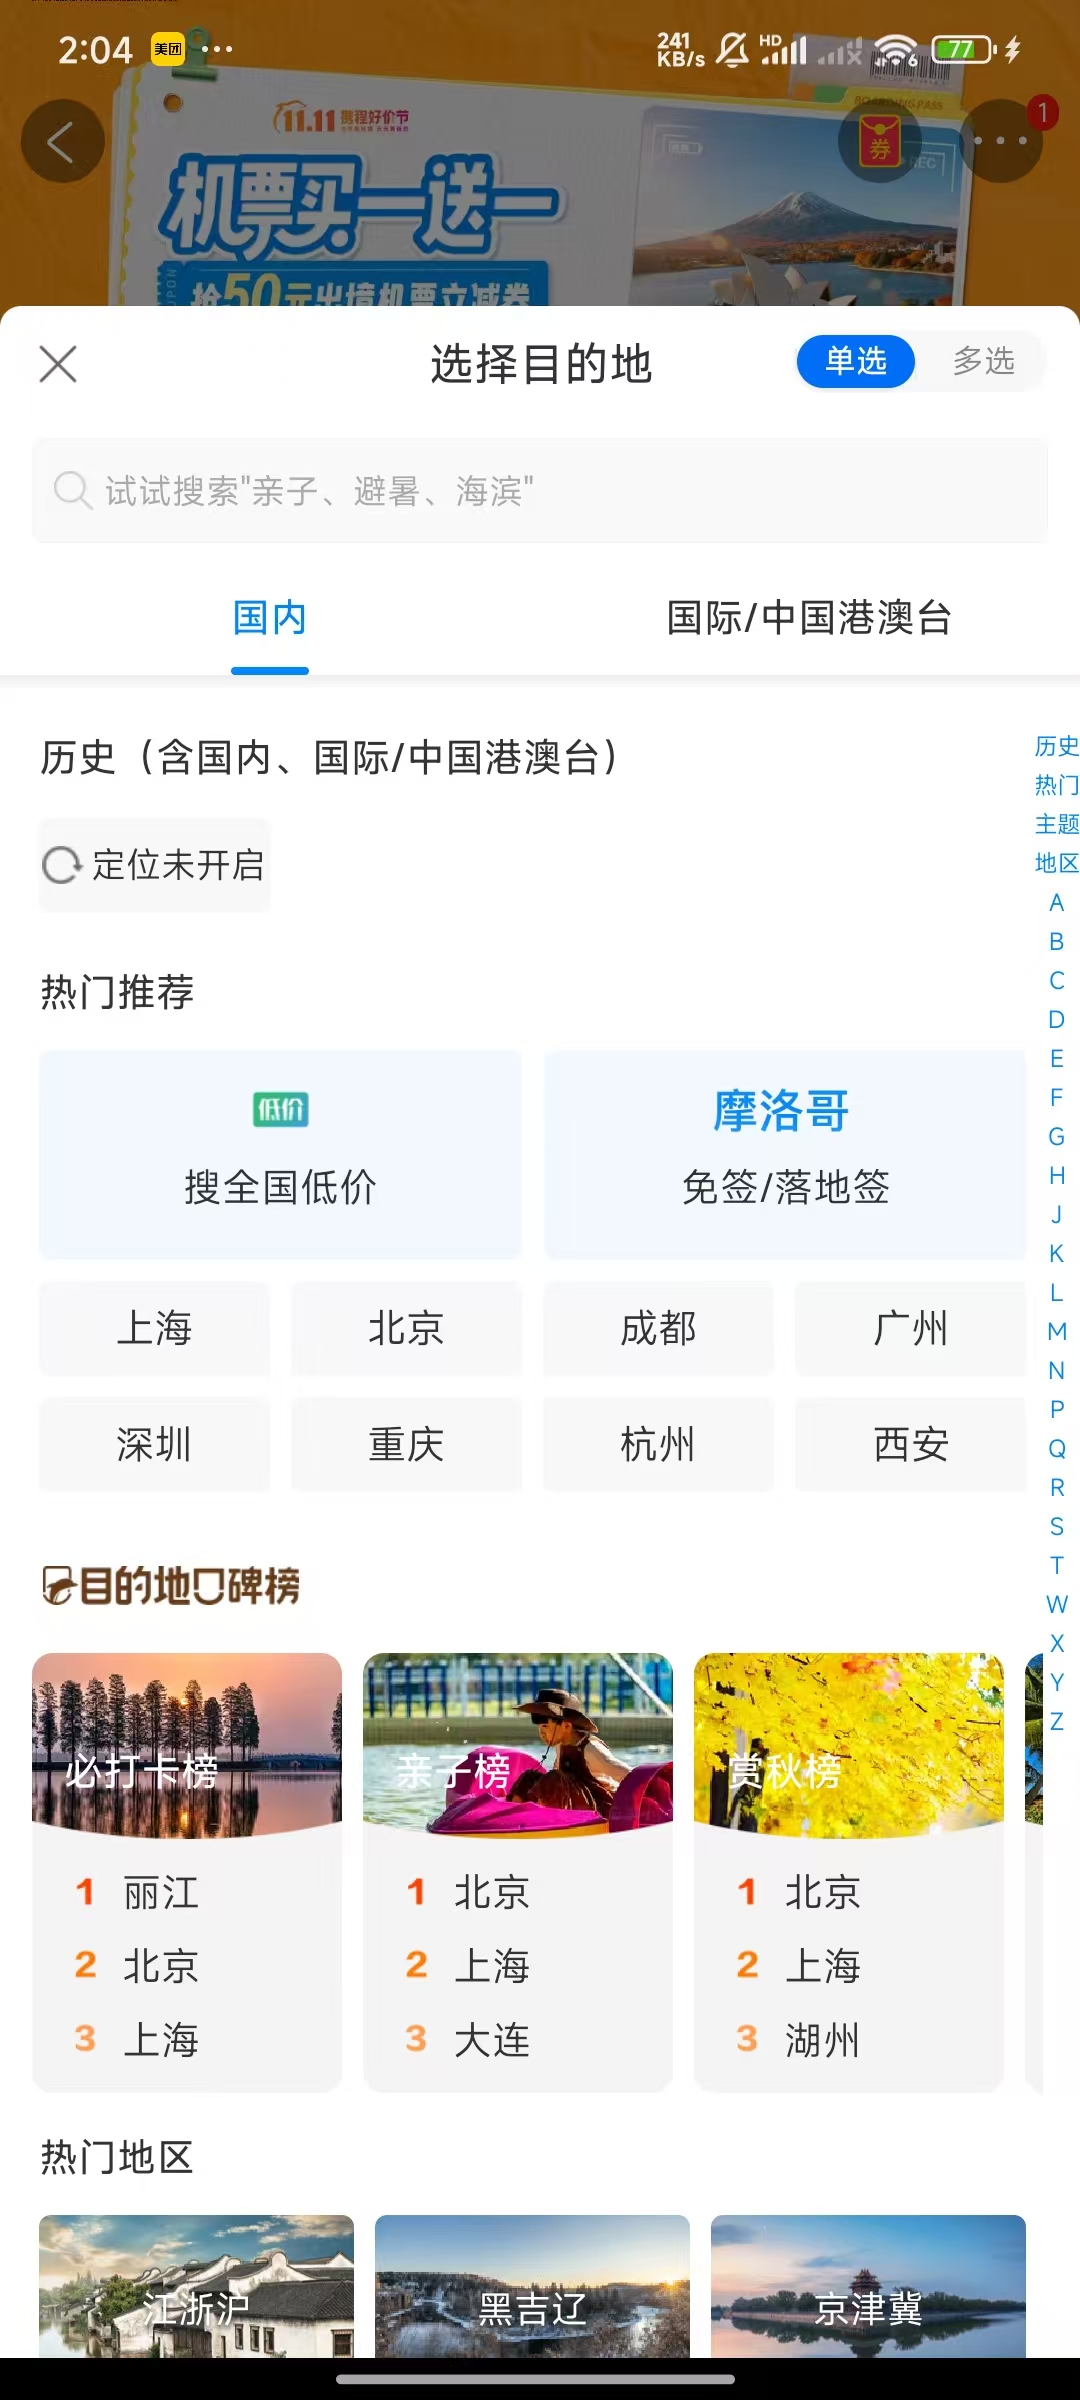 2:04 美团 ...
241
KB/s
HD
6
77
11.11 携程好价节
BOARDING PASS
1
券
REC
机票买一送一
抢50元出境机票立减券
选择目的地
单选 多选
试试搜索"亲子、避暑、海滨"
国内 国际/中国港澳台
历史（含国内、国际/中国港澳台）
定位未开启
热门推荐
低价
搜全国低价
摩洛哥
免签/落地签
上海 北京 成都 广州
深圳 重庆 杭州 西安
目的地口碑榜
必打卡榜
1 丽江
2 北京
3 上海
亲子榜
1 北京
2 上海
3 大连
赏秋榜
1 北京
2 上海
3 湖州
热门地区
江浙沪 黑吉辽 京津冀
历史
热门
主题
地区
A
B
C
D
E
F
G
H
J
K
L
M
N
P
Q
R
S
T
W
X
Y
Z